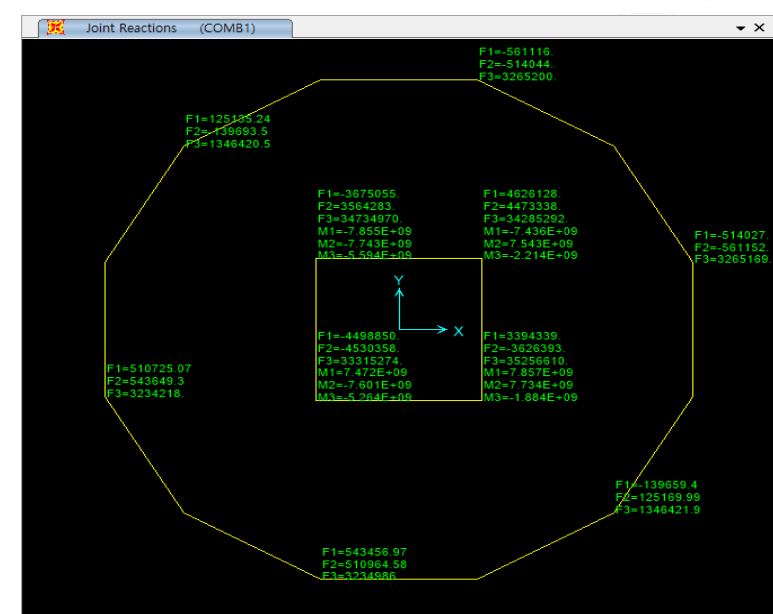 Joint Reactions (COMB1)
F1=-561116.
F2=-514044.
F3=3265200.
F1=125135.24
F2=-139693.5
F3=1346420.5
F1=-3675055.
F2=3564283.
F3=34734970.
M1=-7.855E+09
M2=-7.743E+09
M3=-5.594E+09
F1=4626128.
F2=4473338.
F3=34285292.
M1=-7.436E+09
M2=7.543E+09
M3=-2.214E+09
F1=-514027.
F2=-561152.
F3=3265169.
Y
X
F1=-4498850.
F2=-4530358.
F3=33315274.
M1=7.472E+09
M2=-7.601E+09
M3=-5.264E+09
F1=3394339.
F2=-3626393.
F3=35256610.
M1=7.857E+09
M2=7.734E+09
M3=-1.884E+09
F1=510725.07
F2=543649.3
F3=3234218.
F1=-139659.4
F2=125169.99
F3=1346421.9
F1=543456.97
F2=510964.58
F3=3234986.